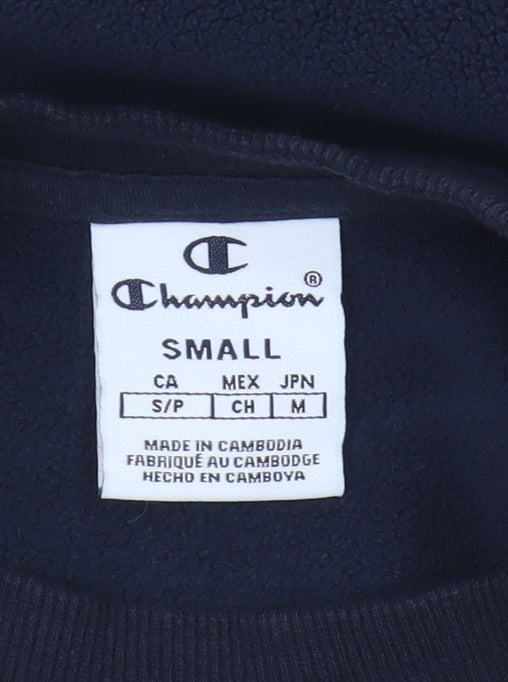 Champion®
SMALL
CA MEX JPN
S/P CH M
MADE IN CAMBODIA
FABRIQUÉ AU CAMBODGE
HECHO EN CAMBOYA